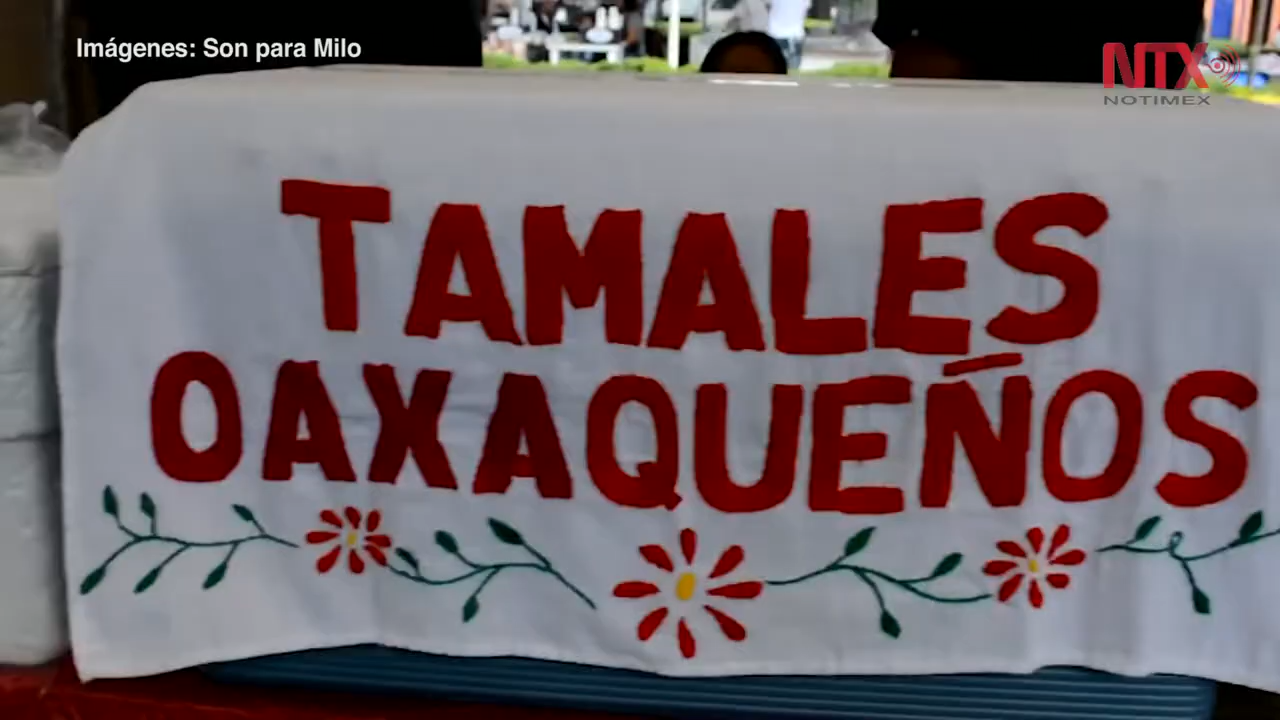 Imágenes: Son para Milo
NTX
NOTIMEX
TAMALES
OAXAQUEÑOS